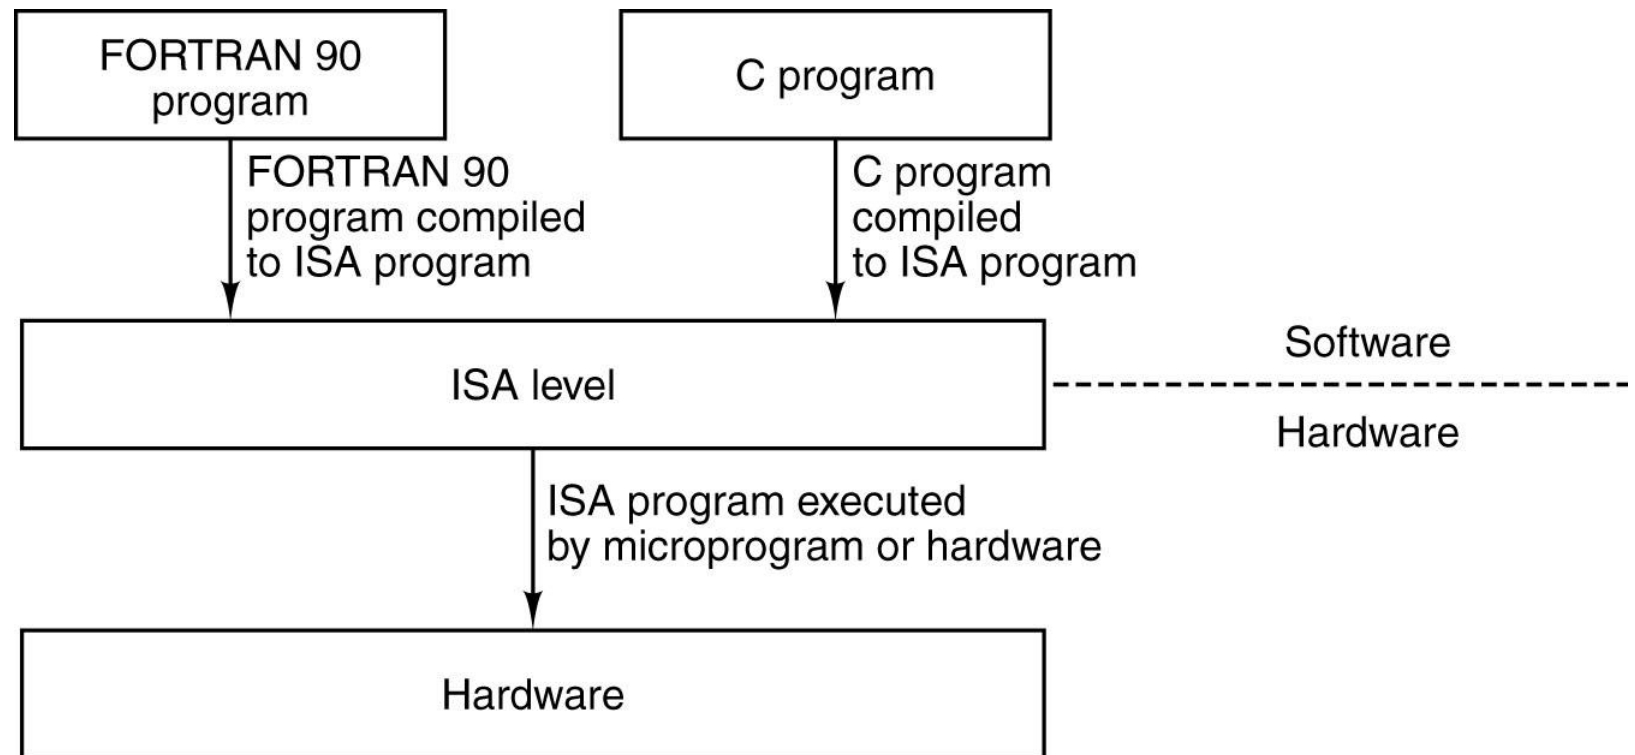 FORTRAN 90
program
C program
FORTRAN 90
program compiled
to ISA program
C program
compiled
to ISA program
Software
ISA level
Hardware
ISA program executed
by microprogram or hardware
Hardware